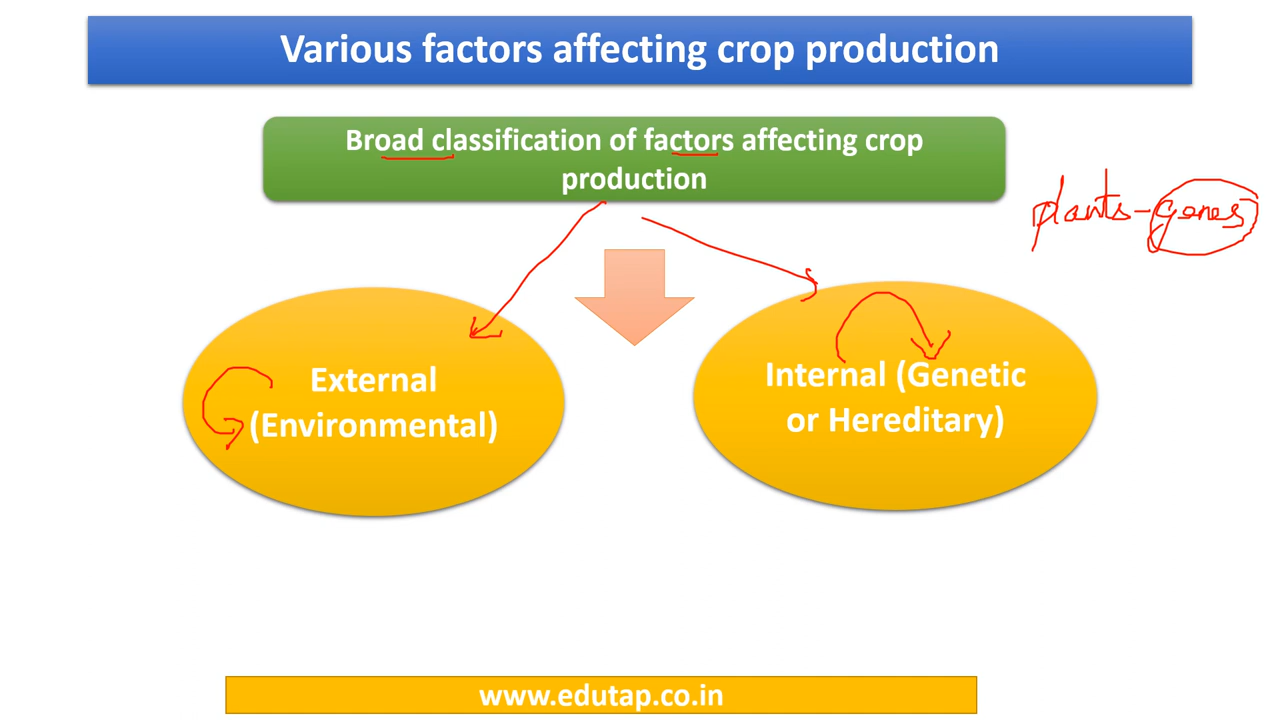 Various factors affecting crop production
Broad classification of factors affecting crop
production
plants - genes
External
(Environmental)
Internal (Genetic
or Hereditary)
www.edutap.co.in